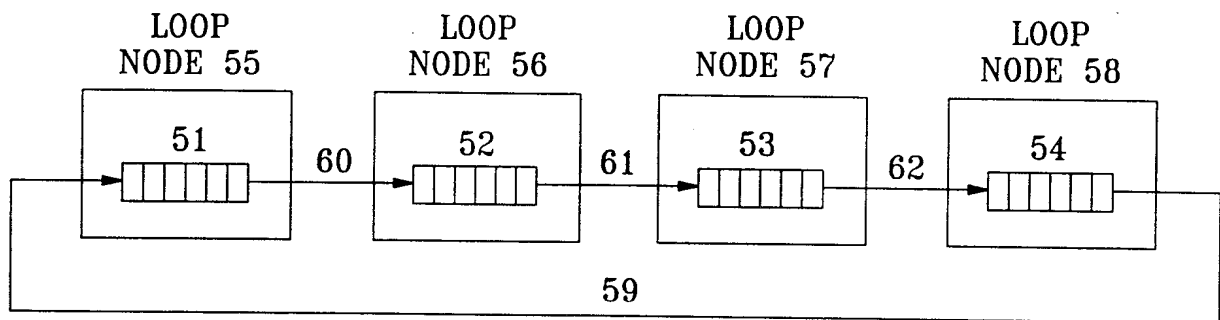 LOOP
NODE 55
LOOP
NODE 56
LOOP
NODE 57
LOOP
NODE 58
51
60
52
61
53
62
54
59